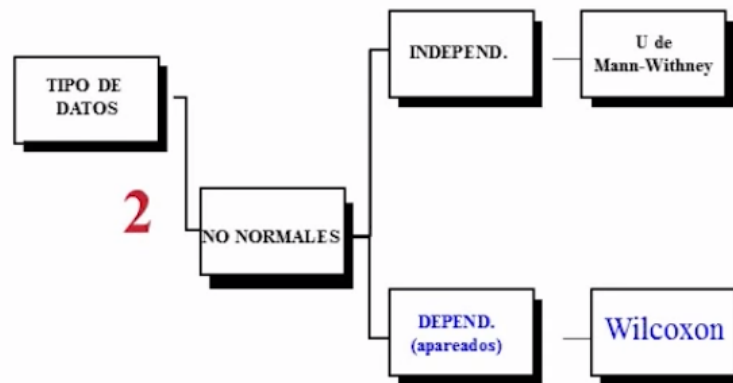 TIPO DE
DATOS
2
NO NORMALES
INDEPEND.
U de
Mann-Withney
DEPEND.
(apareados)
Wilcoxon